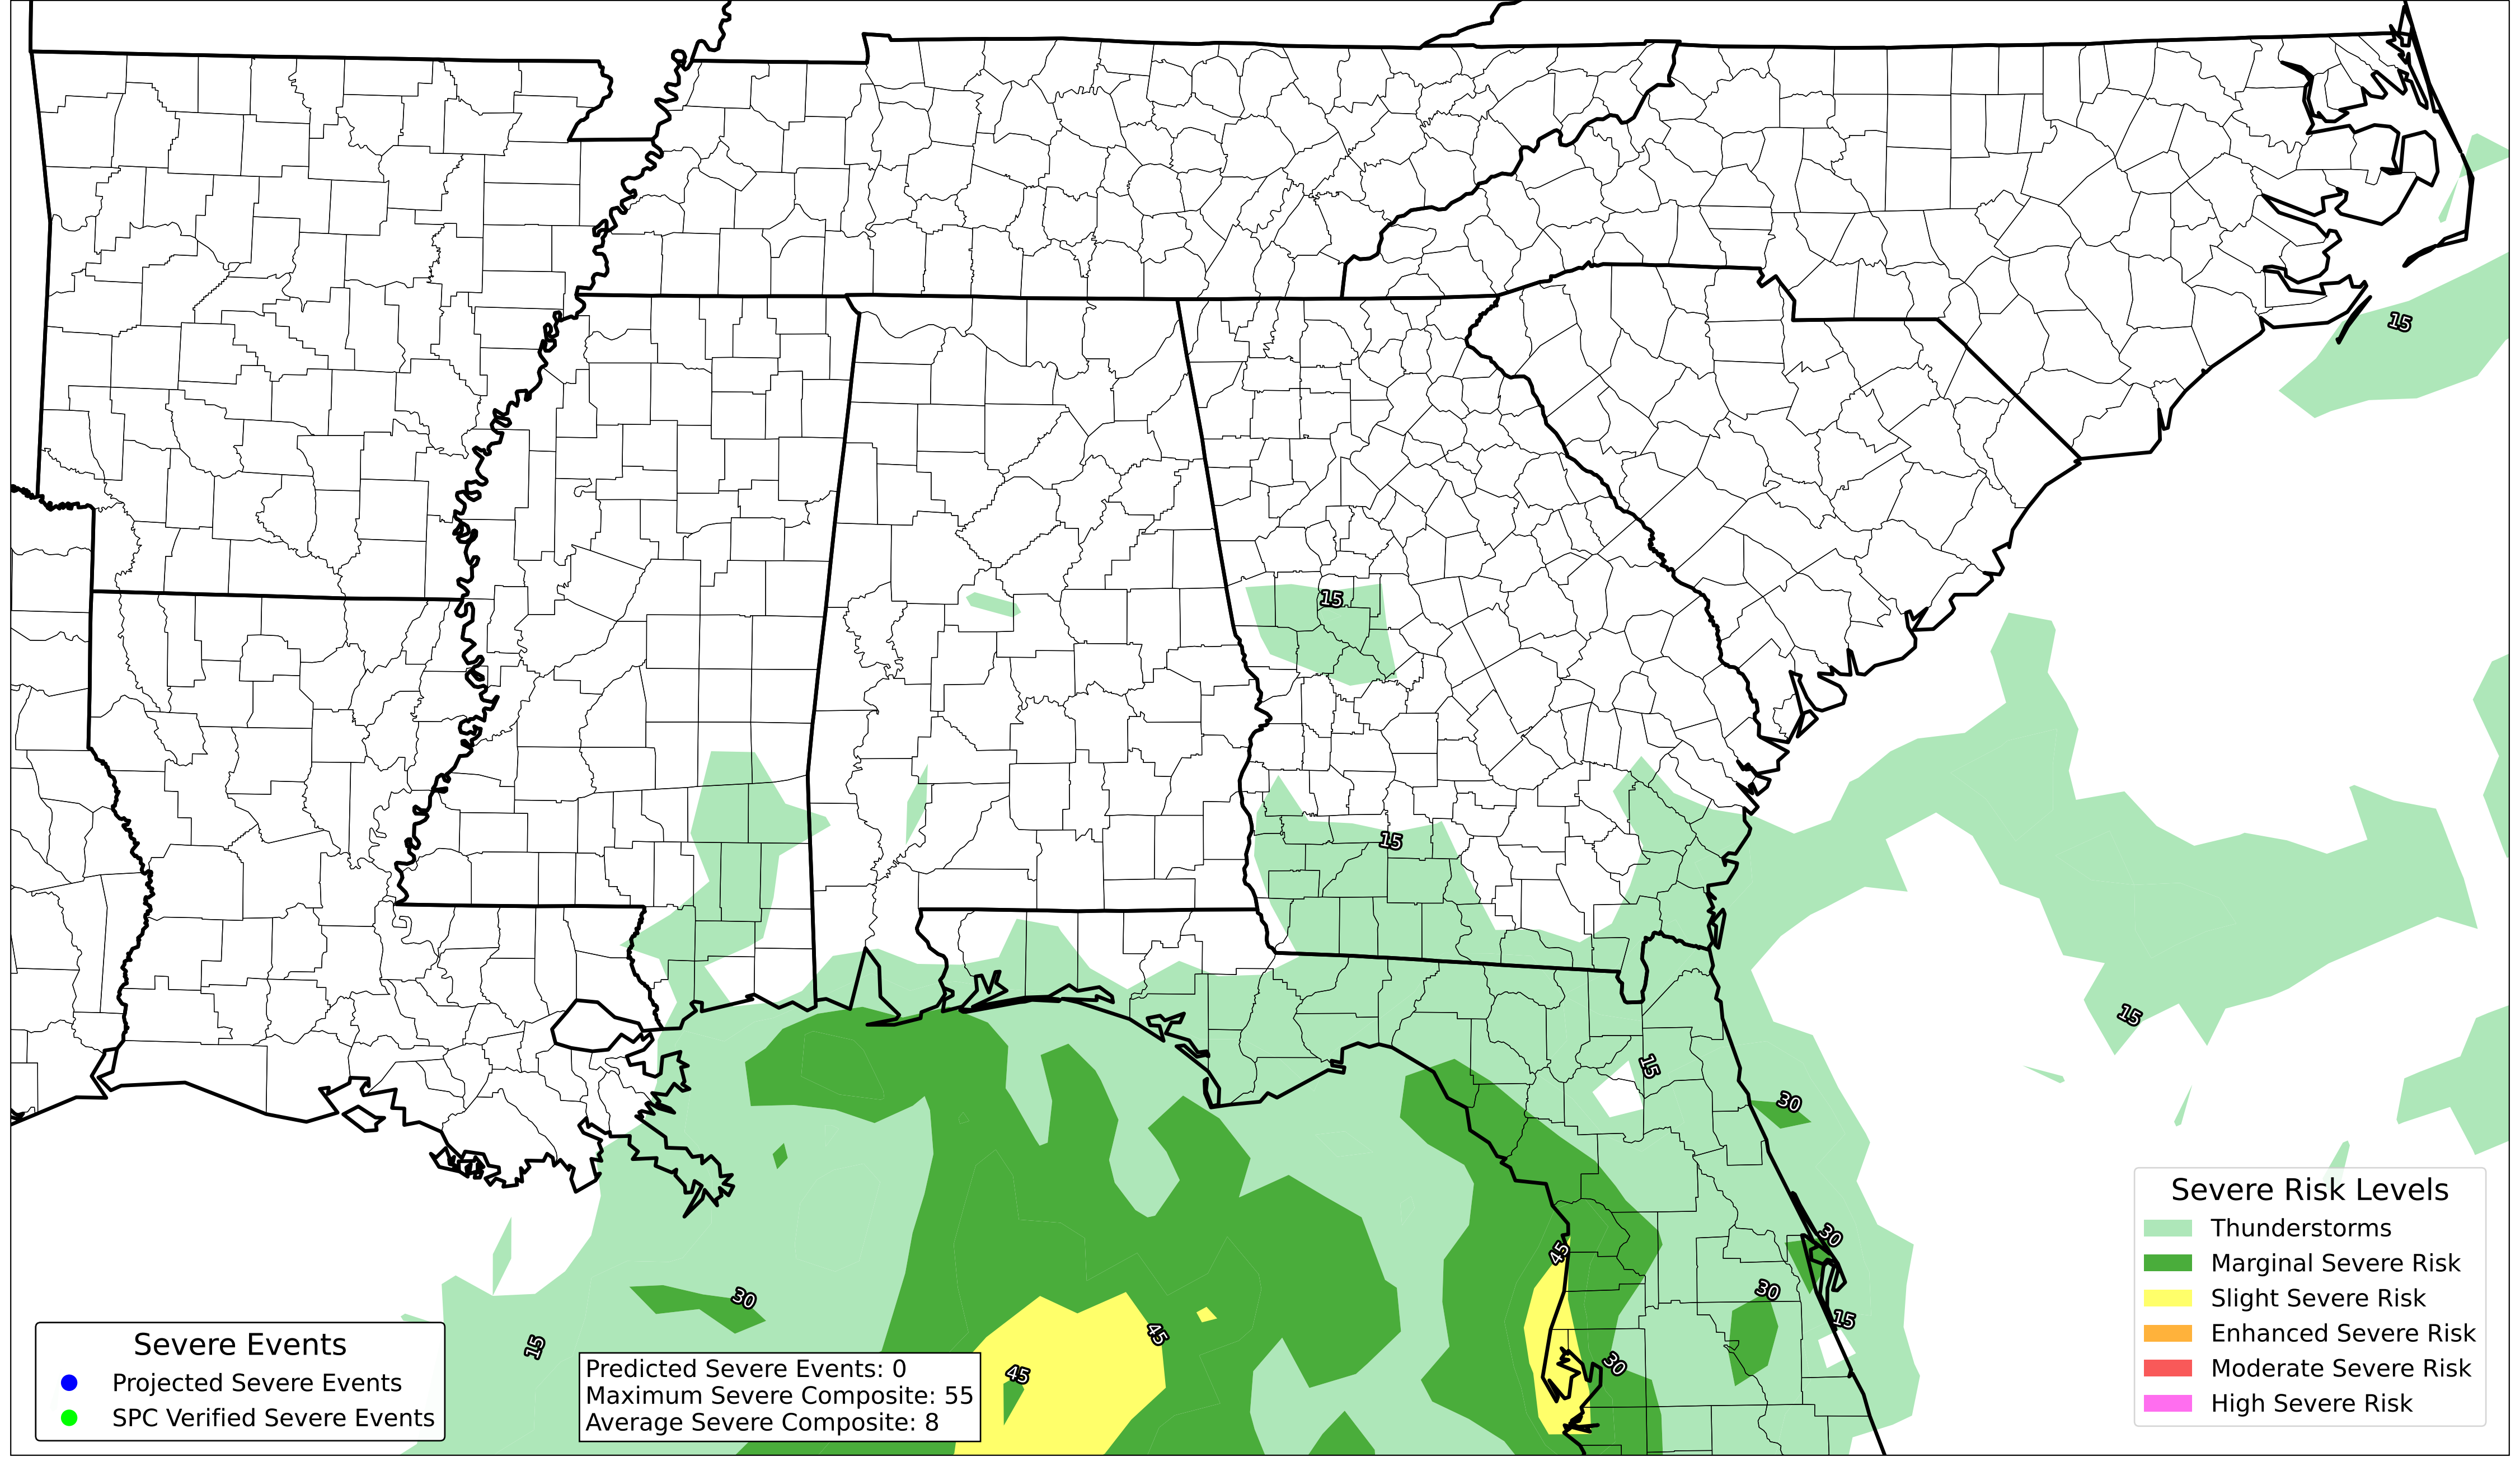 15
15
15
15
15
30
30
45
30
30
15
45
30
15
45
Severe Risk Levels
Thunderstorms
Marginal Severe Risk
Slight Severe Risk
Enhanced Severe Risk
Moderate Severe Risk
High Severe Risk
Severe Events
Projected Severe Events
SPC Verified Severe Events
Predicted Severe Events: 0
Maximum Severe Composite: 55
Average Severe Composite: 8